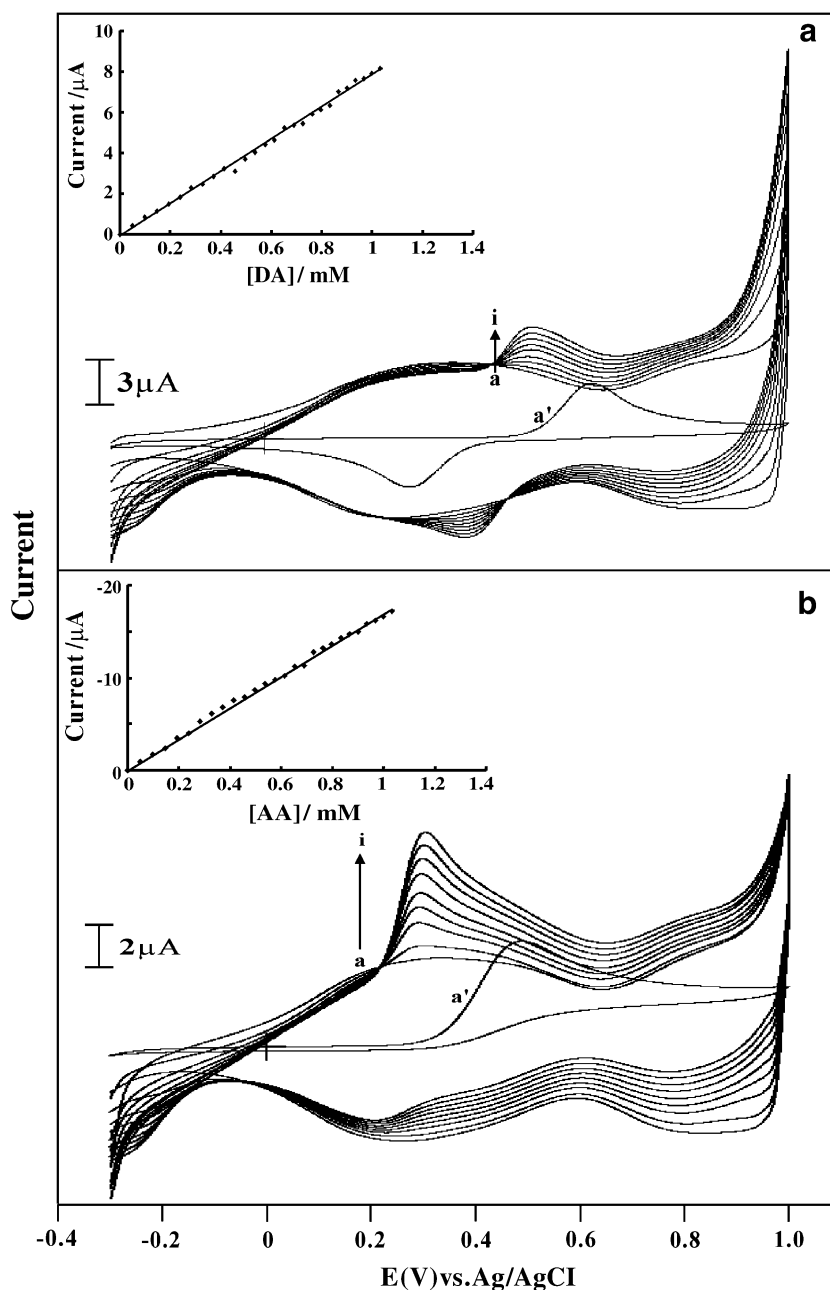 a
Current /μA
10
8
6
4
2
0
0 0.2 0.4 0.6 0.8 1 1.2 1.4
[DA]/ mM
i
a
a'
3μA
Current
b
Current /μA
-20
-10
0
0 0.2 0.4 0.6 0.8 1 1.2 1.4
[AA]/ mM
i
a
a'
2μA
-0.4 -0.2 0 0.2 0.4 0.6 0.8 1.0
E(V)vs.Ag/AgCI